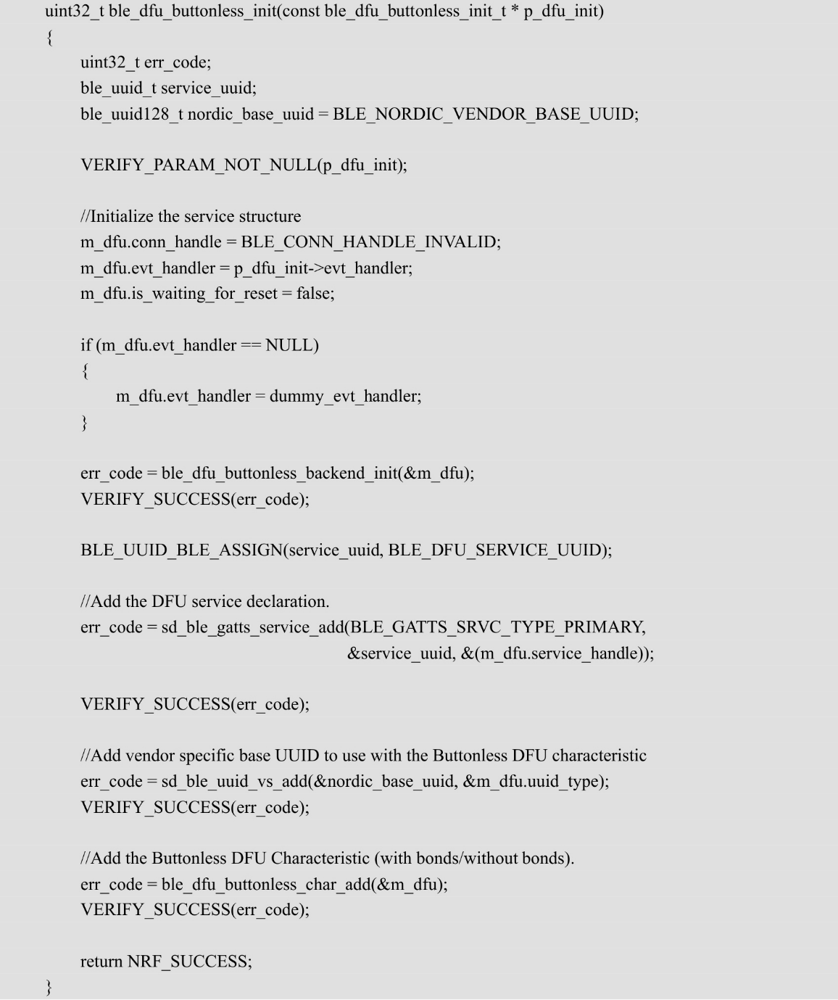 uint32_t ble_dfu_buttonless_init(const ble_dfu_buttonless_init_t * p_dfu_init)
{
uint32_t err_code;
ble_uuid_t service_uuid;
ble_uuid128_t nordic_base_uuid = BLE_NORDIC_VENDOR_BASE_UUID;
VERIFY_PARAM_NOT_NULL(p_dfu_init);
//Initialize the service structure
m_dfu.conn_handle = BLE_CONN_HANDLE_INVALID;
m_dfu.evt_handler = p_dfu_init->evt_handler;
m_dfu.is_waiting_for_reset = false;
if (m_dfu.evt_handler == NULL)
{
m_dfu.evt_handler = dummy_evt_handler;
}
err_code = ble_dfu_buttonless_backend_init(&m_dfu);
VERIFY_SUCCESS(err_code);
BLE_UUID_BLE_ASSIGN(service_uuid, BLE_DFU_SERVICE_UUID);
//Add the DFU service declaration.
err_code = sd_ble_gatts_service_add(BLE_GATTS_SRVC_TYPE_PRIMARY,
&service_uuid, &(m_dfu.service_handle));
VERIFY_SUCCESS(err_code);
//Add vendor specific base UUID to use with the Buttonless DFU characteristic
err_code = sd_ble_uuid_vs_add(&nordic_base_uuid, &m_dfu.uuid_type);
VERIFY_SUCCESS(err_code);
//Add the Buttonless DFU Characteristic (with bonds/without bonds).
err_code = ble_dfu_buttonless_char_add(&m_dfu);
VERIFY_SUCCESS(err_code);
return NRF_SUCCESS;
}